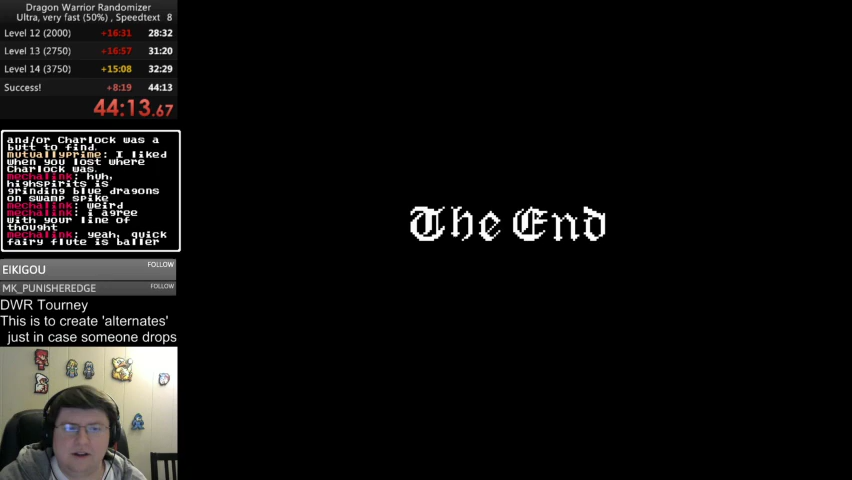 Dragon Warrior Randomizer
Ultra, very fast (50%) , Speedtext 8
Level 12 (2000) +16:31 28:32
Level 13 (2750) +16:57 31:20
Level 14 (3750) +15:08 32:29
Success! +8:19 44:13
44:13.67
and/or Charlock was a
butt to find.
mutuallyprime: I liked
when you lost where
Charlock was.
mechalink: huh,
highspirits is
grinding blue dragons
on swamp spike
mechalink: weird
mechalink: i agree
with your line of
thought
mechalink: yeah, quick
fairy flute is baller
EIKIGOU FOLLOW
MK_PUNISHEREDGE FOLLOW
DWR Tourney
This is to create 'alternates'
just in case someone drops
The End